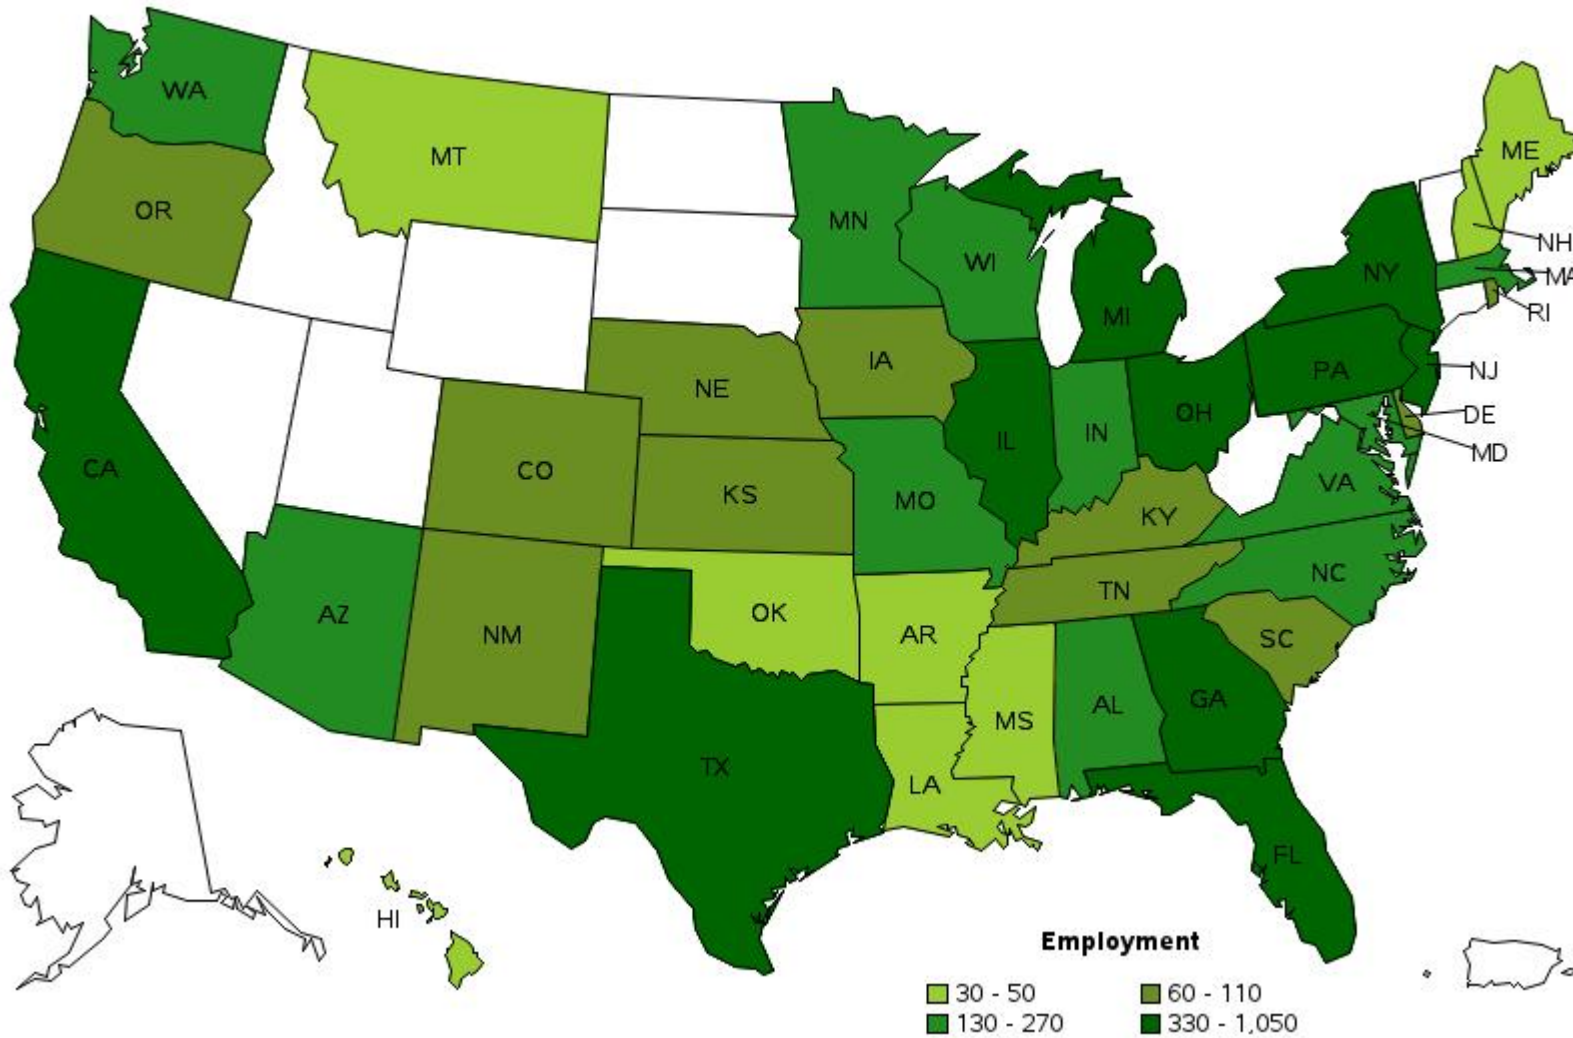 WA
MT
ME
OR
MN
NH
WI
NY
MA
MI
RI
IA
PA
NJ
NE
OH
DE
IL
IN
MD
CA
CO
KS
VA
MO
KY
NC
TN
AZ
OK
NM
AR
SC
GA
AL
MS
TX
LA
FL
HI
Employment
30 - 50
60 - 110
130 - 270
330 - 1,050